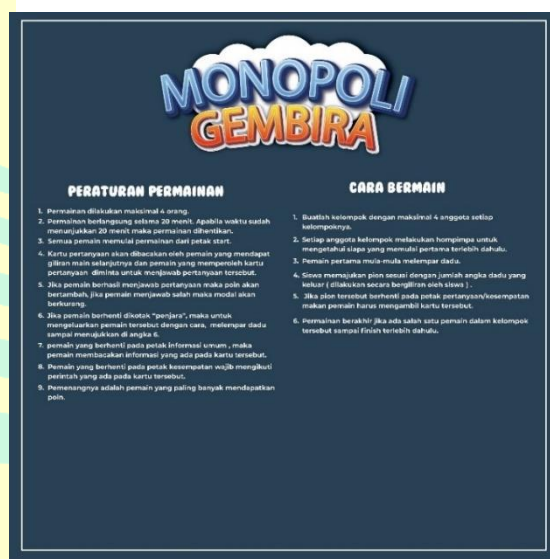 MONOPOLI
GEMBIRA
PERATURAN PERMAINAN
1. Permainan dilakukan maksimal 4 orang.
2. Permainan berlangsung selama 20 menit. Apabila waktu sudah
menunjukkan 20 menit maka permainan dihentikan.
3. Semua pemain memulai permainan dari petak start.
4. Kartu pertanyaan akan dibacakan oleh pemain yang mendapat
giliran main selanjutnya dan pemain yang memperoleh kartu
pertanyaan diminta untuk menjawab pertanyaan tersebut.
5. Jika pemain berhasil menjawab pertanyaan maka poin akan
bertambah, jika pemain menjawab salah maka modal akan
berkurang.
6. Jika pemain berhenti dikotak "penjara", maka untuk
mengeluarkan pemain tersebut dengan cara, melempar dadu
sampai menujukkan di angka 6.
7. pemain yang berhenti pada petak informasi umum , maka
pemain membacakan informasi yang ada pada kartu tersebut.
8. Pemain yang berhenti pada petak kesempatan wajib mengikuti
perintah yang ada pada kartu tersebut.
9. Pemenangnya adalah pemain yang paling banyak mendapatkan
poin.
CARA BERMAIN
1. Buatlah kelompok dengan maksimal 4 anggota setiap
kelompoknya.
2. Setiap anggota kelompok melakukan hompimpa untuk
mengetahui siapa yang memulai pertama terlebih dahulu.
3. Pemain pertama mula-mula melempar dadu.
4. Siswa memajukan pion sesusi dengan jumlah angka dadu yang
keluar ( dilakukan secara bergiliran oleh siswa ) .
5. Jika pion tersebut berhenti pada petak pertanyaan/kesempatan
makan pemain harus mengambil kartu tersebut.
6. Permainan berakhir jika ada salah satu pemain dalam kelompok
tersebut sampai finish terlebih dahulu.